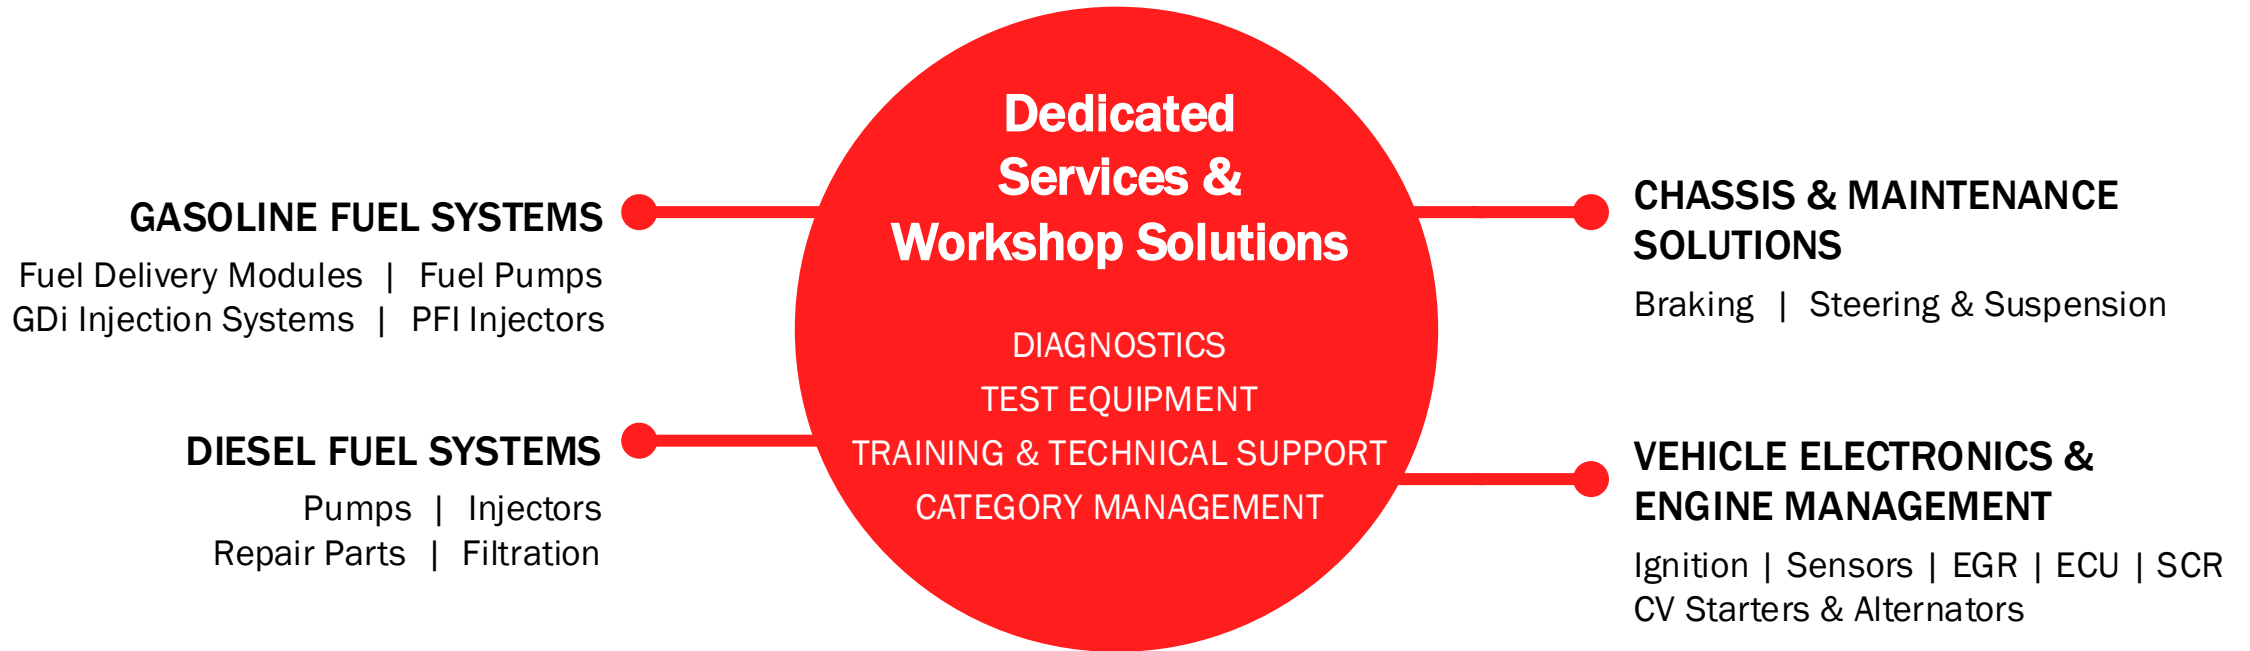 Dedicated
Services &
Workshop Solutions
DIAGNOSTICS
TEST EQUIPMENT
TRAINING & TECHNICAL SUPPORT
CATEGORY MANAGEMENT
GASOLINE FUEL SYSTEMS
Fuel Delivery Modules | Fuel Pumps
GDi Injection Systems | PFI Injectors
DIESEL FUEL SYSTEMS
Pumps | Injectors
Repair Parts | Filtration
CHASSIS & MAINTENANCE
SOLUTIONS
Braking | Steering & Suspension
VEHICLE ELECTRONICS &
ENGINE MANAGEMENT
Ignition | Sensors | EGR | ECU | SCR
CV Starters & Alternators